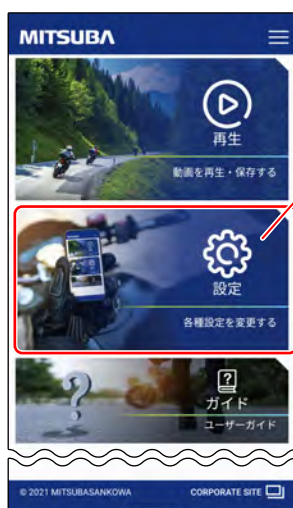 MITSUBA
再生
動画を再生・保存する
設定
各種設定を変更する
ガイド
ユーザーガイド
© 2021 MITSUBASANKOWA
CORPORATE SITE